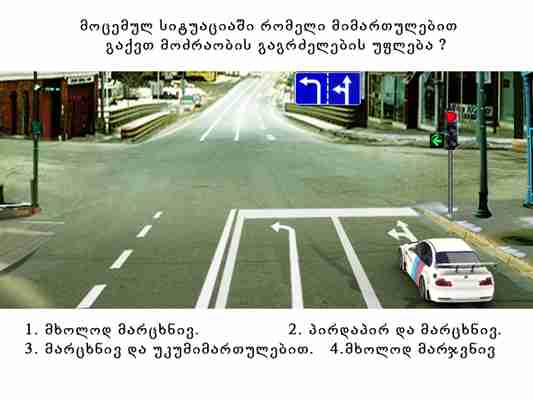 მოცემულ სიტუაციაში რომელი მიმართულებით
გაქვთ მოძრაობის გაგრძელების უფლება ?
1. მხოლოდ მარცხნივ. 2. პირდაპირ და მარცხნივ.
3. მარცხნივ და უკუმიმართულებით. 4.მხოლოდ მარჯვნივ